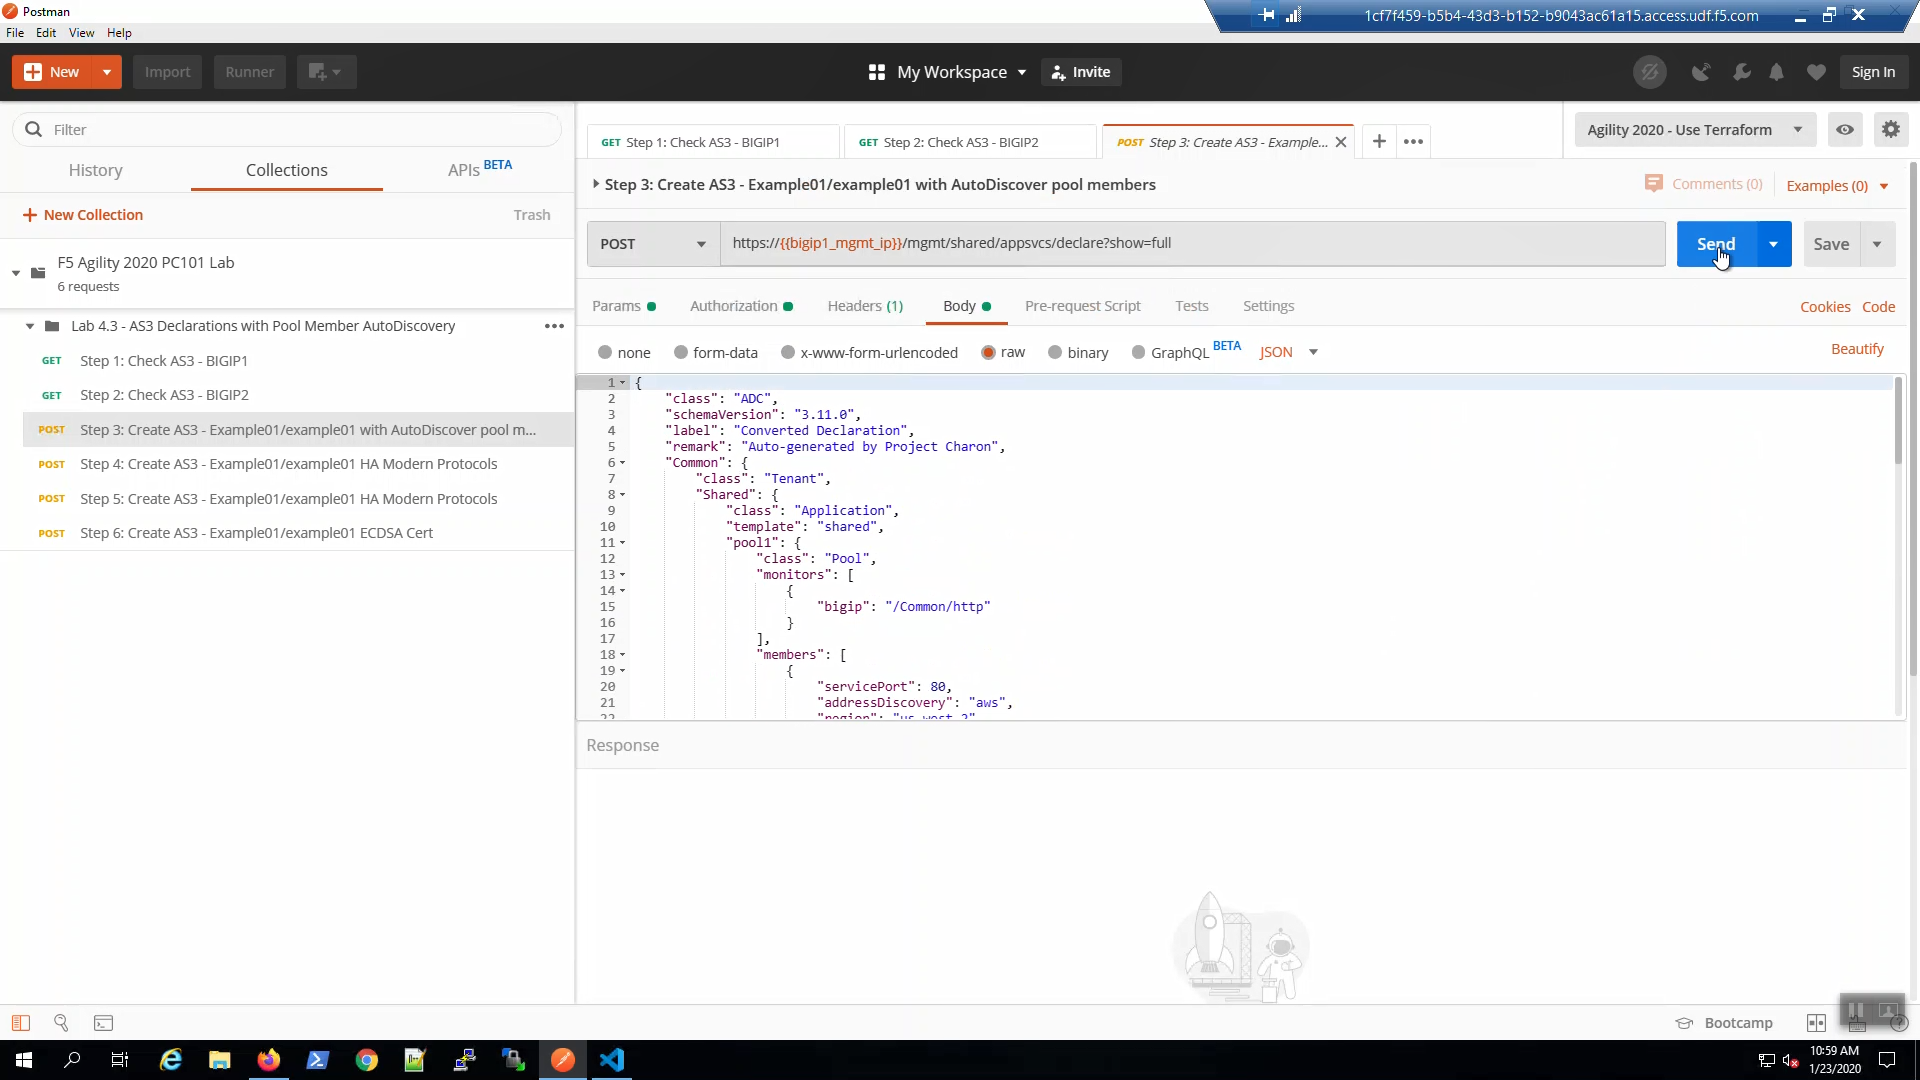 Postman
1cf7f459-b5b4-43d3-b152-b9043ac61a15.access.udf.f5.com
File Edit View Help
New
Import
Runner
My Workspace
Invite
Sign In
Filter
History
Collections
APIs BETA
New Collection
Trash
F5 Agility 2020 PC101 Lab
6 requests
Lab 4.3 - AS3 Declarations with Pool Member AutoDiscovery
GET Step 1: Check AS3 - BIGIP1
GET Step 2: Check AS3 - BIGIP2
POST Step 3: Create AS3 - Example01/example01 with AutoDiscover pool m...
POST Step 4: Create AS3 - Example01/example01 HA Modern Protocols
POST Step 5: Create AS3 - Example01/example01 HA Modern Protocols
POST Step 6: Create AS3 - Example01/example01 ECDSA Cert
GET Step 1: Check AS3 - BIGIP1
GET Step 2: Check AS3 - BIGIP2
POST Step 3: Create AS3 - Example...
Agility 2020 - Use Terraform
Step 3: Create AS3 - Example01/example01 with AutoDiscover pool members
Comments (0)
Examples (0)
POST
https://{{bigip1_mgmt_ip}}/mgmt/shared/appsvcs/declare?show=full
Send
Save
Params
Authorization
Headers (1)
Body
Pre-request Script
Tests
Settings
Cookies Code
none
form-data
x-www-form-urlencoded
raw
binary
GraphQL BETA
JSON
Beautify
1 {
2 "class": "ADC",
3 "schemaVersion": "3.11.0",
4 "label": "Converted Declaration",
5 "remark": "Auto-generated by Project Charon",
6 "Common": {
7 "class": "Tenant",
8 "Shared": {
9 "class": "Application",
10 "template": "shared",
11 "pool1": {
12 "class": "Pool",
13 "monitors": [
14 {
15 "bigip": "/Common/http"
16 }
17 ],
18 "members": [
19 {
20 "servicePort": 80,
21 "addressDiscovery": "aws",
22 "region": "us-west-2"
Response
Bootcamp
10:59 AM
1/23/2020